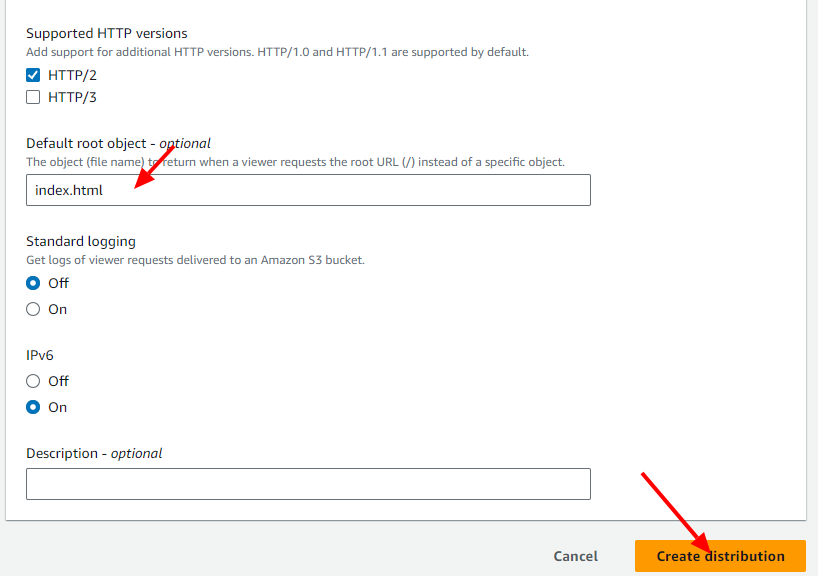 Supported HTTP versions
Add support for additional HTTP versions. HTTP/1.0 and HTTP/1.1 are supported by default.
HTTP/2
HTTP/3
Default root object - optional
The object (file name) to return when a viewer requests the root URL (/) instead of a specific object.
index.html
Standard logging
Get logs of viewer requests delivered to an Amazon S3 bucket.
Off
On
IPv6
Off
On
Description - optional
Cancel Create distribution